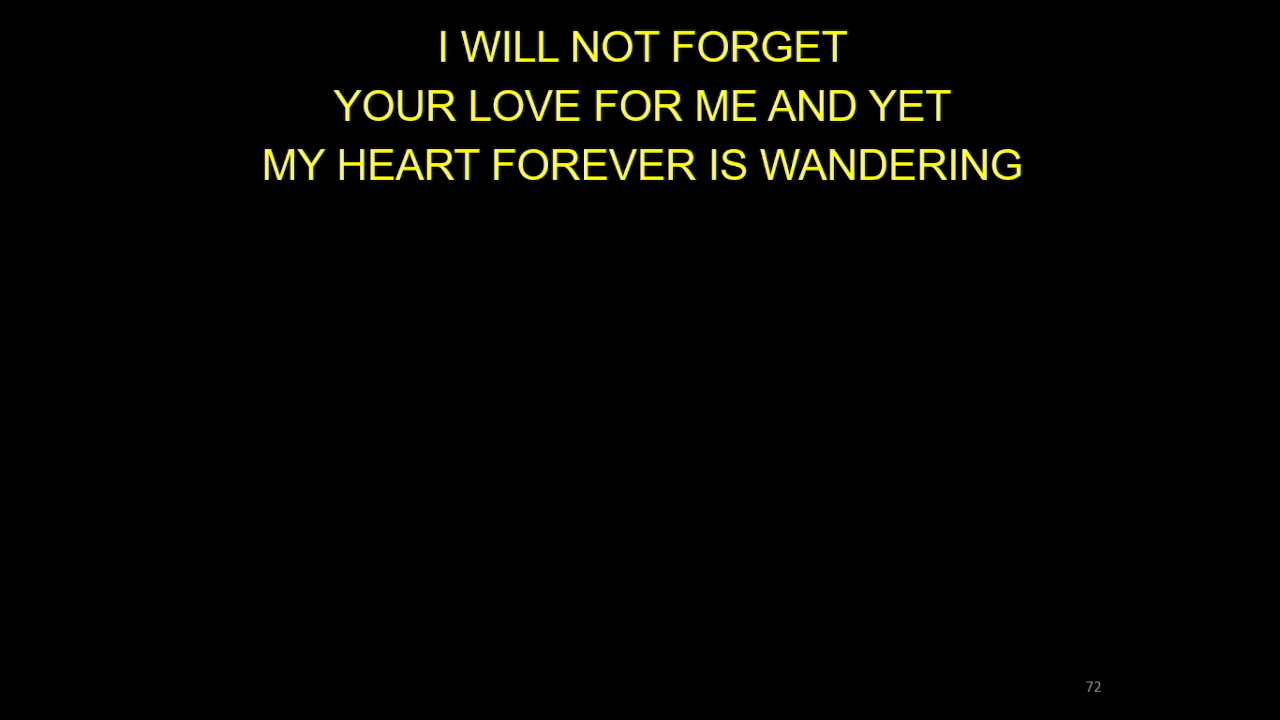 I WILL NOT FORGET
YOUR LOVE FOR ME AND YET
MY HEART FOREVER IS WANDERING
72